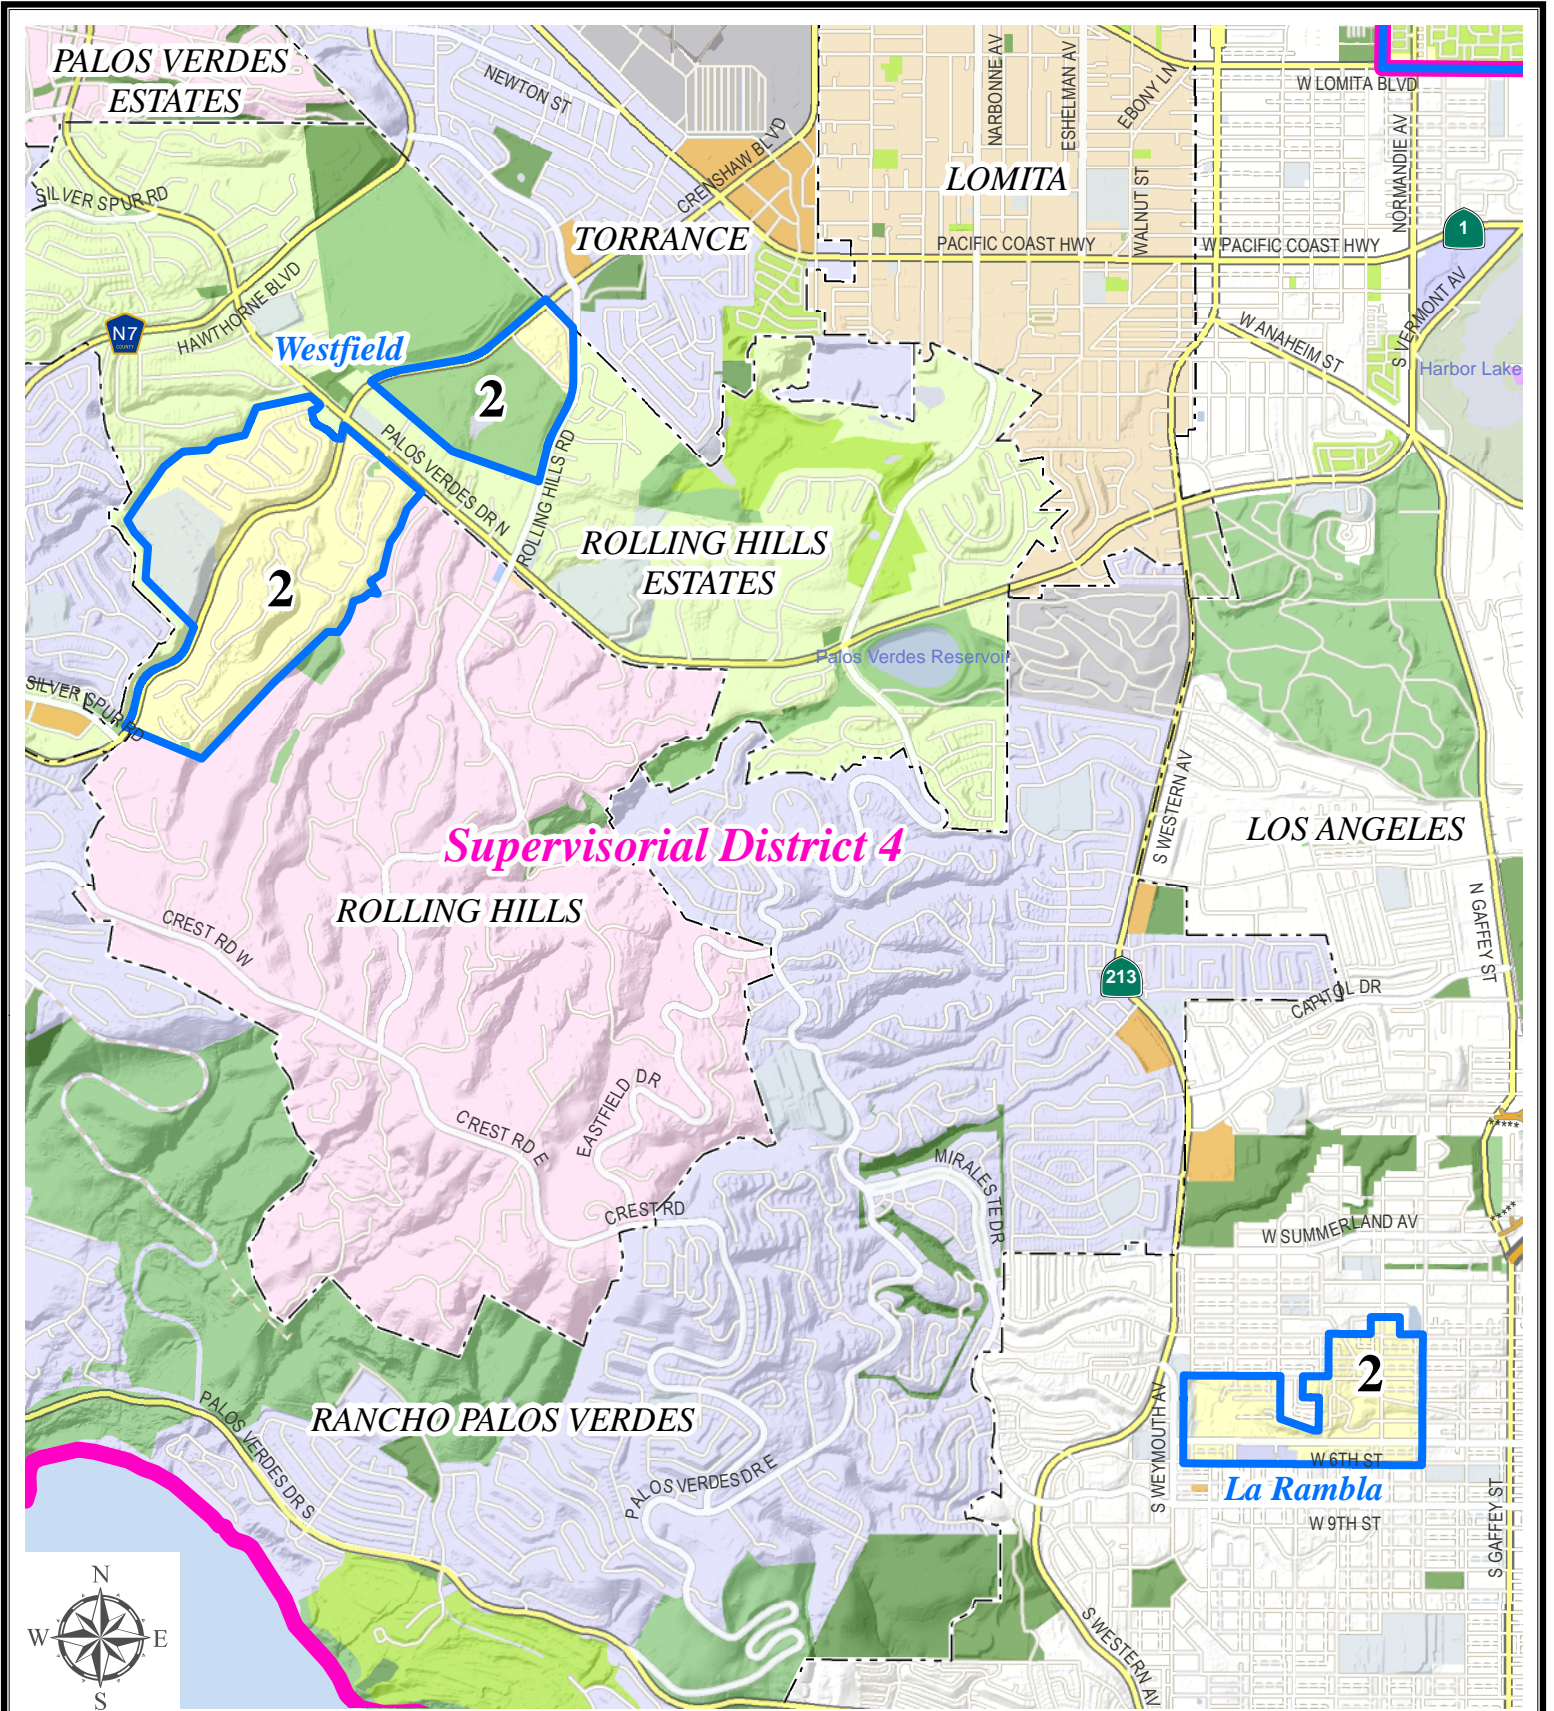 PALOS VERDES
ESTATES
NEWTON ST
CRENSHAW BLVD
NARBONNE AV
ESHELMAN AV
EBONY LN
W LOMITA BLVD
NORMANDIE AV
LOMITA
WALNUT ST
SILVER SPUR RD
TORRANCE
PACIFIC COAST HWY
W PACIFIC COAST HWY
1
HAWTHORNE BLVD
N7
COUNTY
Westfield
W ANAHEIM ST
S VERMONT AV
Harbor Lake
2
PALOS VERDES DR N
ROLLING HILLS RD
ROLLING HILLS
ESTATES
2
Palos Verdes Reservoir
SILVER SPUR RD
S WESTERN AV
Supervisorial District 4
LOS ANGELES
ROLLING HILLS
CREST RD W
N GAFFEY ST
213
CAPITOL DR
EASTFIELD DR
CREST RD E
MIRALESTE DR
CREST RD
W SUMMERLAND AV
2
PALOS VERDES DR S
RANCHO PALOS VERDES
S WEYMOUTH AV
W 6TH ST
PALOS VERDES DR E
La Rambla
W 9TH ST
S GAFFEY ST
N
W
E
S
S WESTERN AV